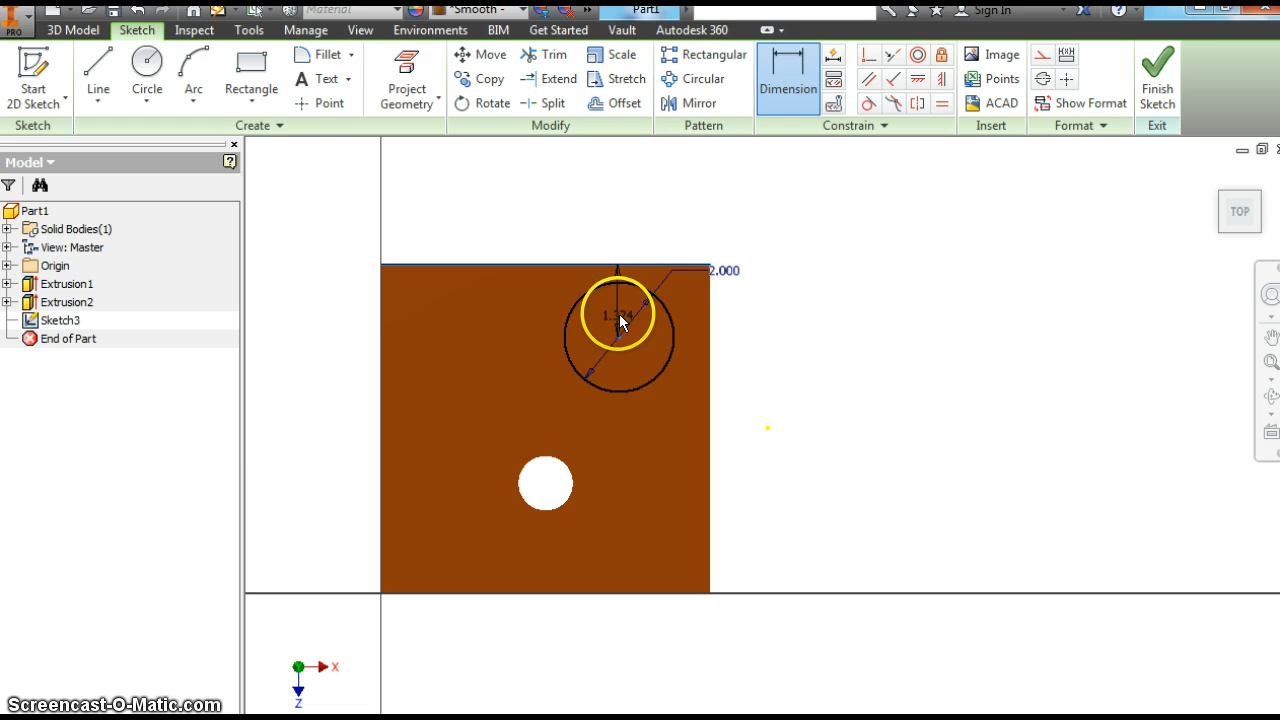 Material "Smooth - Part1 Sign In
PRO 3D Model Sketch Inspect Tools Manage View Environments BIM Get Started Vault Autodesk 360
Start 2D Sketch Line Circle Arc Rectangle Fillet Text Point Project Geometry Move Copy Rotate Trim Extend Split Scale Stretch Offset Rectangular Circular Mirror Dimension Image Points ACAD Show Format Finish Sketch
Sketch Create Modify Pattern Constrain Insert Format Exit
Model
Part1
Solid Bodies(1)
View: Master
Origin
Extrusion1
Extrusion2
Sketch3
End of Part
TOP
2.000
X
Z
Screencast-O-Matic.com